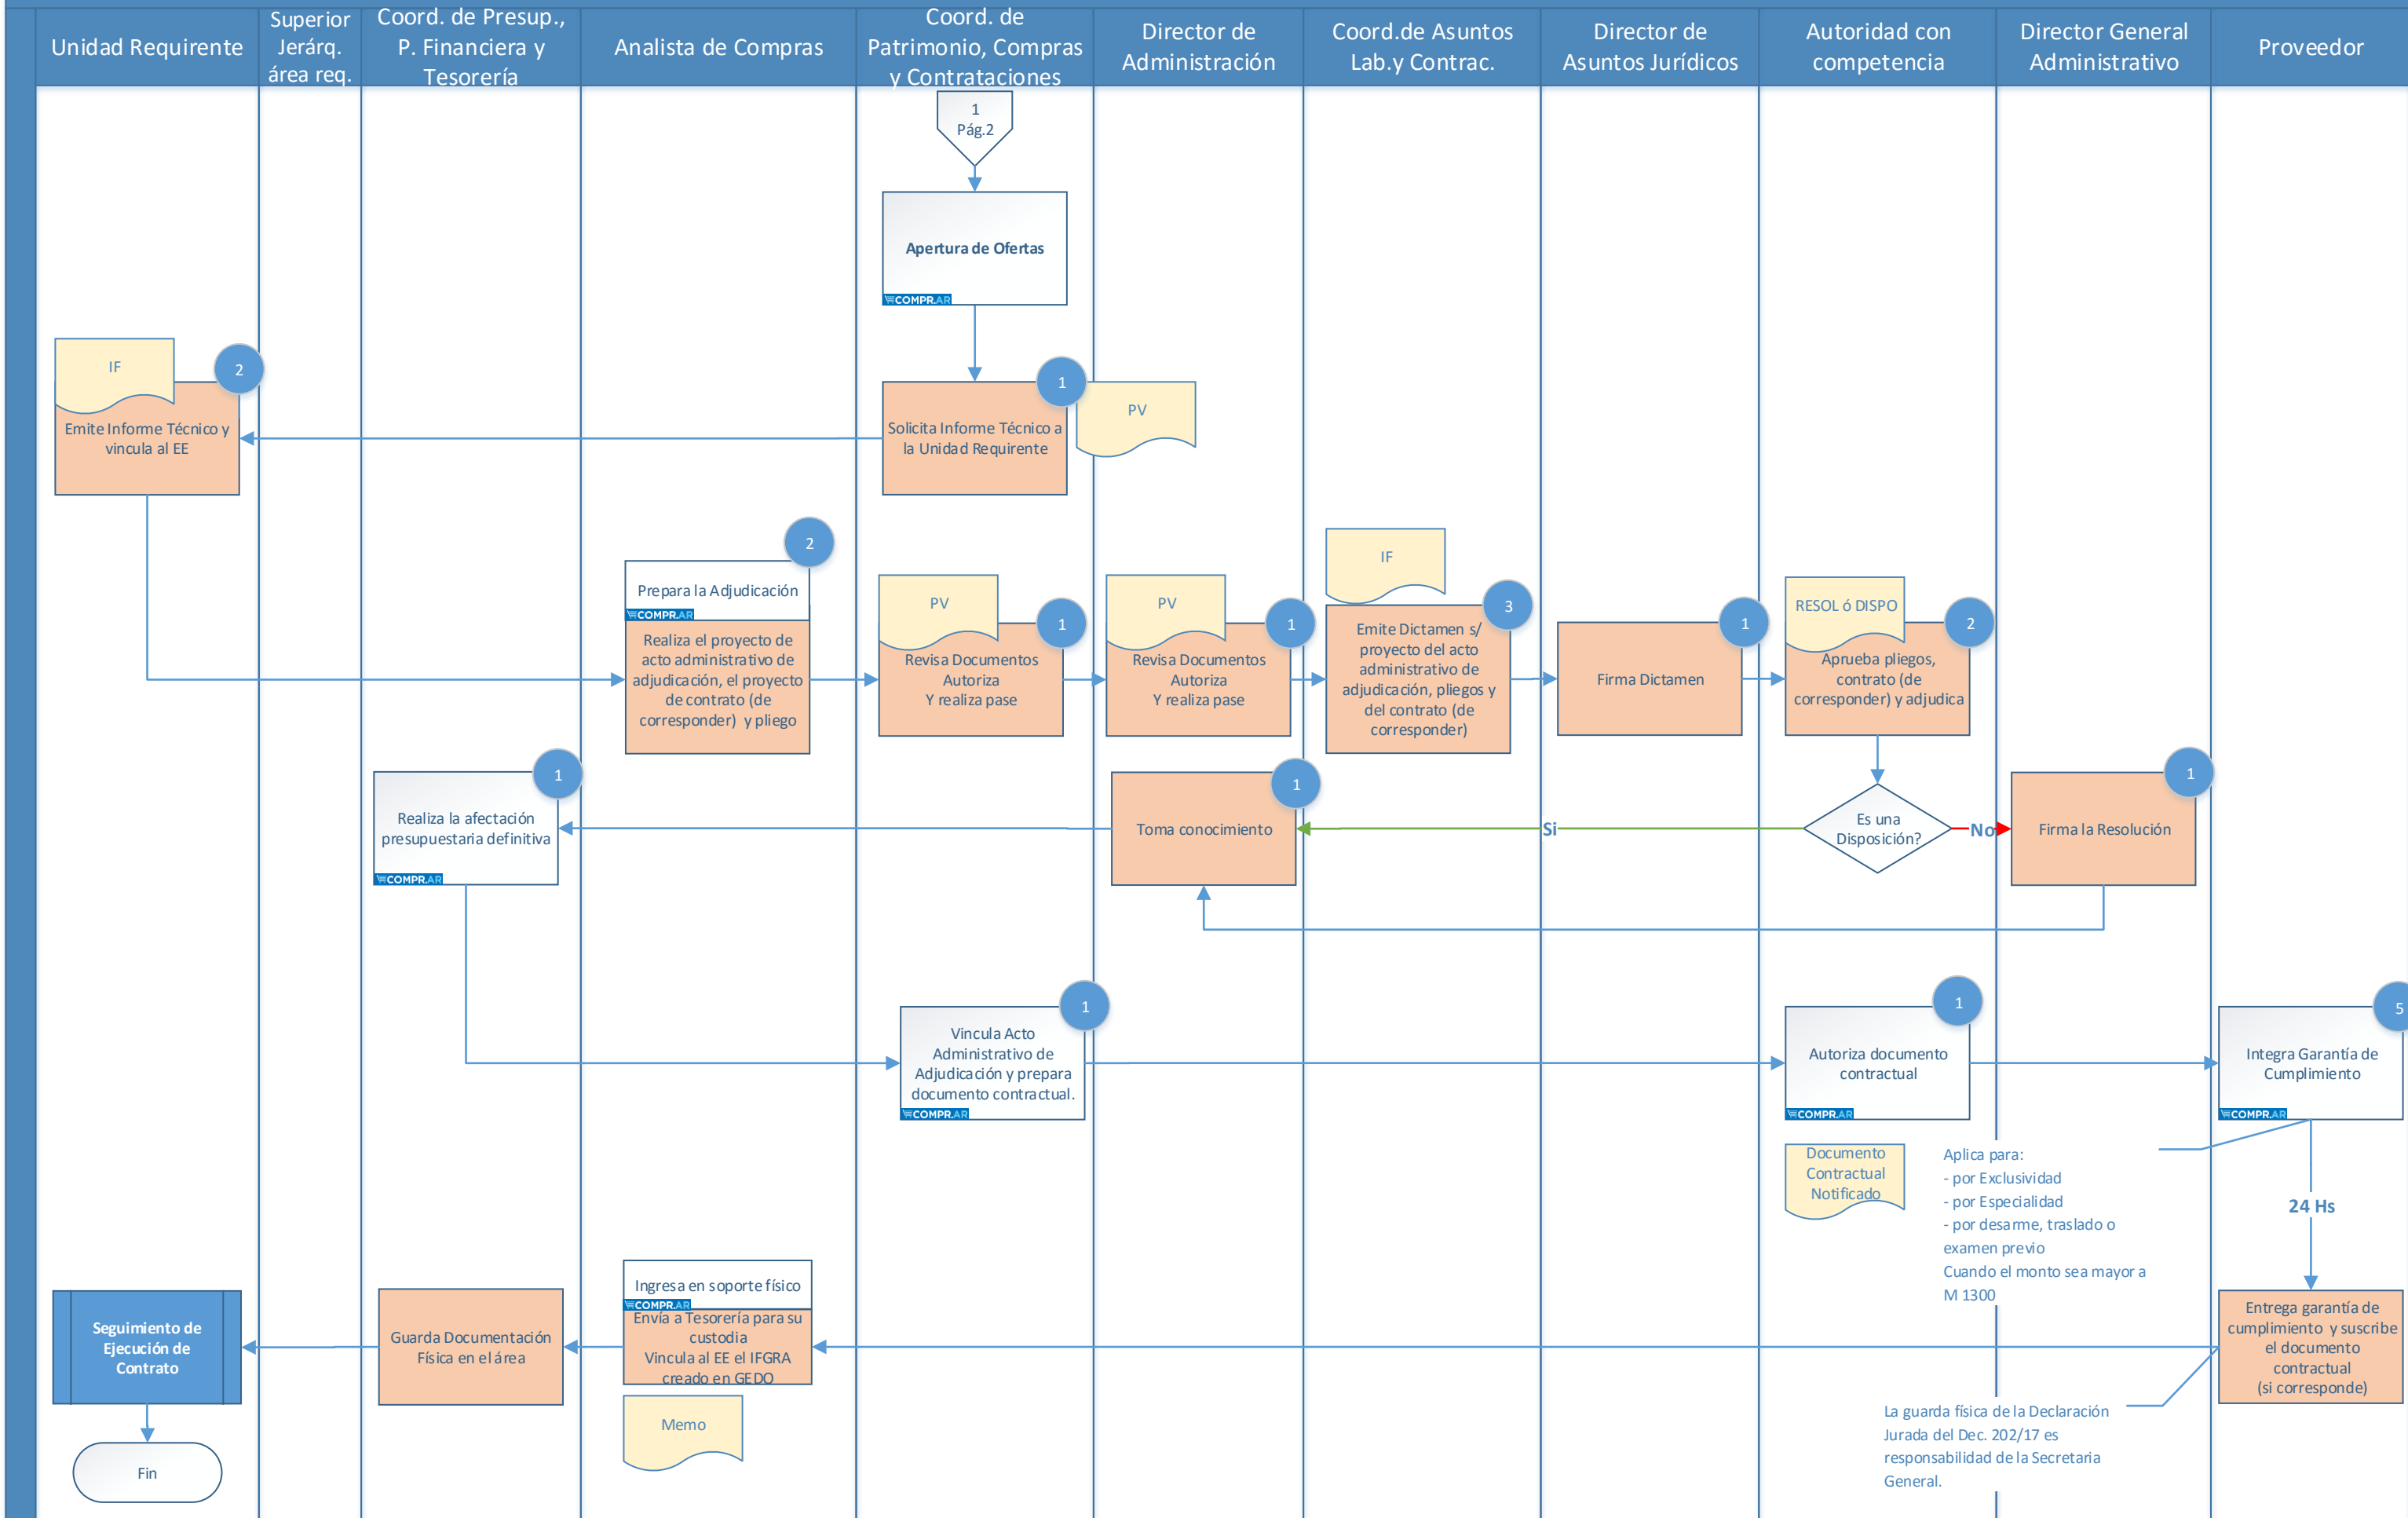 Unidad Requirente
Superior
Jerárq.
área req.
Coord. de Presup.,
P. Financiera y
Tesorería
Analista de Compras
Coord. de
Patrimonio, Compras
y Contrataciones
Director de
Administración
Coord.de Asuntos
Lab.y Contrac.
Director de
Asuntos Jurídicos
Autoridad con
competencia
Director General
Administrativo
Proveedor
1
Pág.2
Apertura de Ofertas
COMPR.AR
IF
2
Emite Informe Técnico y
vincula al EE
1
Solicita Informe Técnico a
la Unidad Requirente
PV
2
Prepara la Adjudicación
COMPR.AR
Realiza el proyecto de
acto administrativo de
adjudicación, el proyecto
de contrato (de
corresponder) y pliego
PV
1
Revisa Documentos
Autoriza
Y realiza pase
PV
1
Revisa Documentos
Autoriza
Y realiza pase
IF
3
Emite Dictamen s/
proyecto del acto
administrativo de
adjudicación, pliegos y
del contrato (de
corresponder)
1
Firma Dictamen
RESOL ó DISPO
2
Aprueba pliegos,
contrato (de
corresponder) y adjudica
1
Realiza la afectación
presupuestaria definitiva
COMPR.AR
1
Toma conocimiento
Si
Es una
Disposición?
No
1
Firma la Resolución
1
Vincula Acto
Administrativo de
Adjudicación y prepara
documento contractual.
COMPR.AR
1
Autoriza documento
contractual
COMPR.AR
5
Integra Garantía de
Cumplimiento
COMPR.AR
Documento
Contractual
Notificado
Aplica para:
- por Exclusividad
- por Especialidad
- por desarme, traslado o
examen previo
Cuando el monto sea mayor a
M 1300
24 Hs
Seguimiento de
Ejecución de
Contrato
Guarda Documentación
Física en el área
Ingresa en soporte físico
COMPR.AR
Envía a Tesorería para su
custodia
Vincula al EE el IFGRA
creado en GEDO
Entrega garantía de
cumplimiento y suscribe
el documento
contractual
(si corresponde)
Memo
La guarda física de la Declaración
Jurada del Dec. 202/17 es
responsabilidad de la Secretaria
General.
Fin